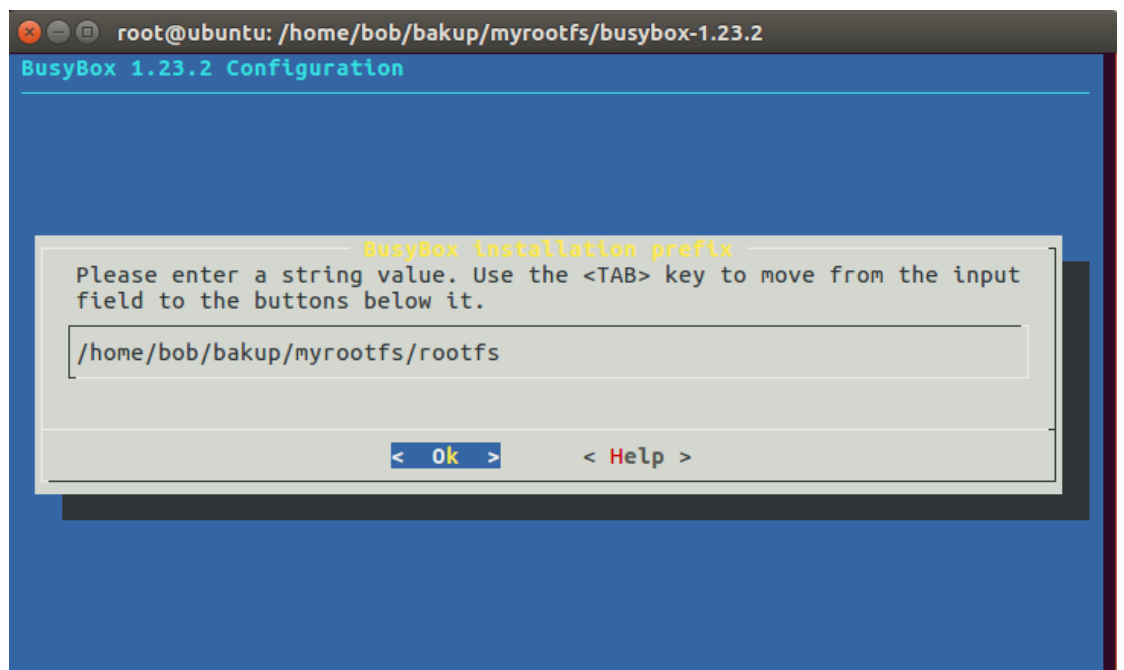 root@ubuntu: /home/bob/bakup/myrootfs/busybox-1.23.2
BusyBox 1.23.2 Configuration
BusyBox installation prefix
Please enter a string value. Use the <TAB> key to move from the input
field to the buttons below it.
/home/bob/bakup/myrootfs/rootfs
< Ok > < Help >